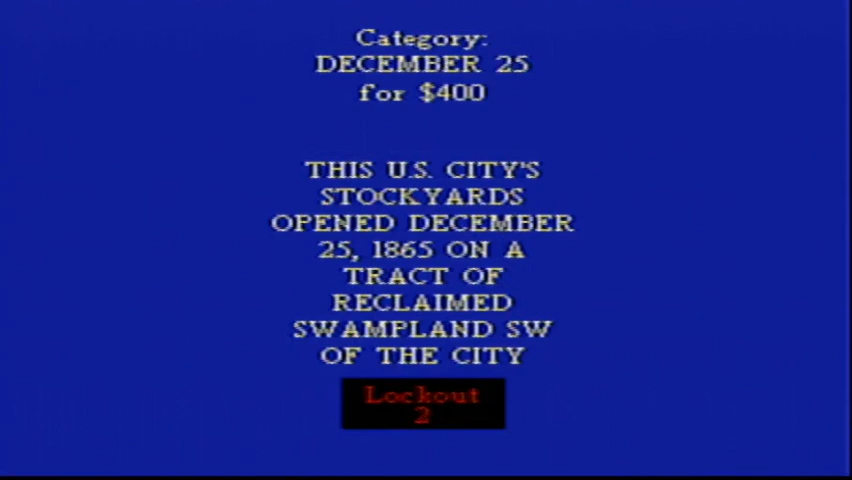 Category:
DECEMBER 25
for $400
THIS U.S. CITY'S
STOCKYARDS
OPENED DECEMBER
25, 1865 ON A
TRACT OF
RECLAIMED
SWAMPLAND SW
OF THE CITY
Lockout
2